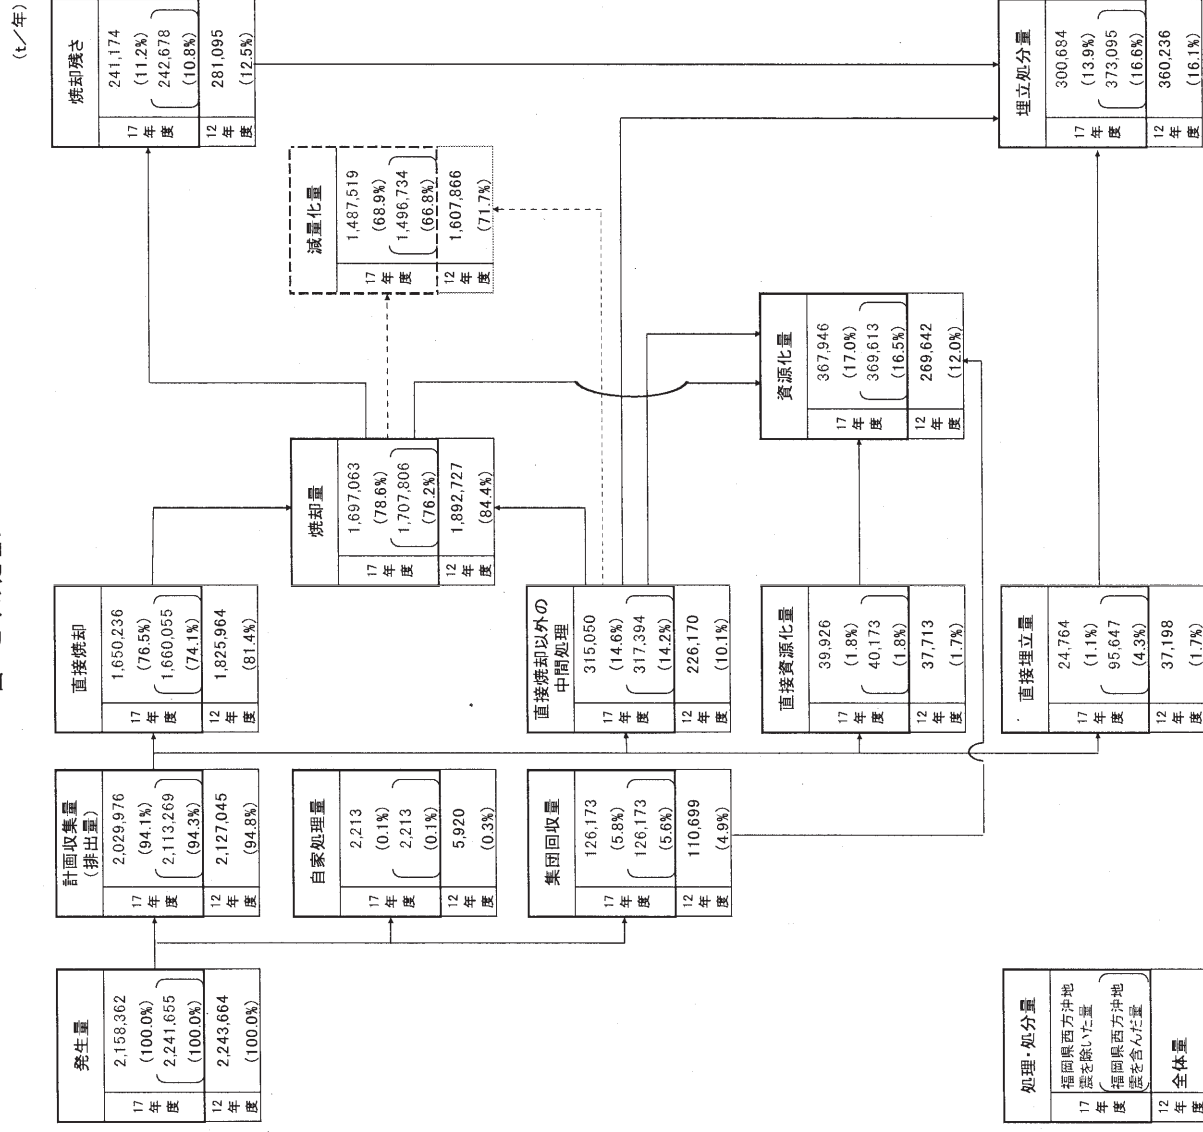 (t/年)
発生量
17年度
2,158,362
(100.0%)
2,241,655
(100.0%)
12年度
2,243,664
(100.0%)
計画収集量
(排出量)
17年度
2,029,976
(94.1%)
2,113,269
(94.3%)
12年度
2,127,045
(94.8%)
自家処理量
17年度
2,213
(0.1%)
2,213
(0.1%)
12年度
5,920
(0.3%)
集団回収量
17年度
126,173
(5.8%)
126,173
(5.6%)
12年度
110,699
(4.9%)
直接焼却
17年度
1,650,236
(76.5%)
1,660,055
(74.1%)
12年度
1,825,964
(81.4%)
直接焼却以外の
中間処理
17年度
315,050
(14.6%)
317,394
(14.2%)
12年度
226,170
(10.1%)
直接資源化量
17年度
39,926
(1.8%)
40,173
(1.8%)
12年度
37,713
(1.7%)
直接埋立量
17年度
24,764
(1.1%)
95,647
(4.3%)
12年度
37,198
(1.7%)
焼却量
17年度
1,697,063
(78.6%)
1,707,806
(76.2%)
12年度
1,892,727
(84.4%)
減量化量
17年度
1,487,519
(68.9%)
1,496,734
(66.8%)
12年度
1,607,866
(71.7%)
資源化量
17年度
367,946
(17.0%)
369,613
(16.5%)
12年度
269,642
(12.0%)
焼却残さ
17年度
241,174
(11.2%)
242,678
(10.8%)
12年度
281,095
(12.5%)
埋立処分量
17年度
300,684
(13.9%)
373,095
(16.6%)
12年度
360,236
(16.1%)
処理・処分量
17年度
福岡県西方沖地
震を除いた量
福岡県西方沖地
震を含んだ量
12年度
全体量